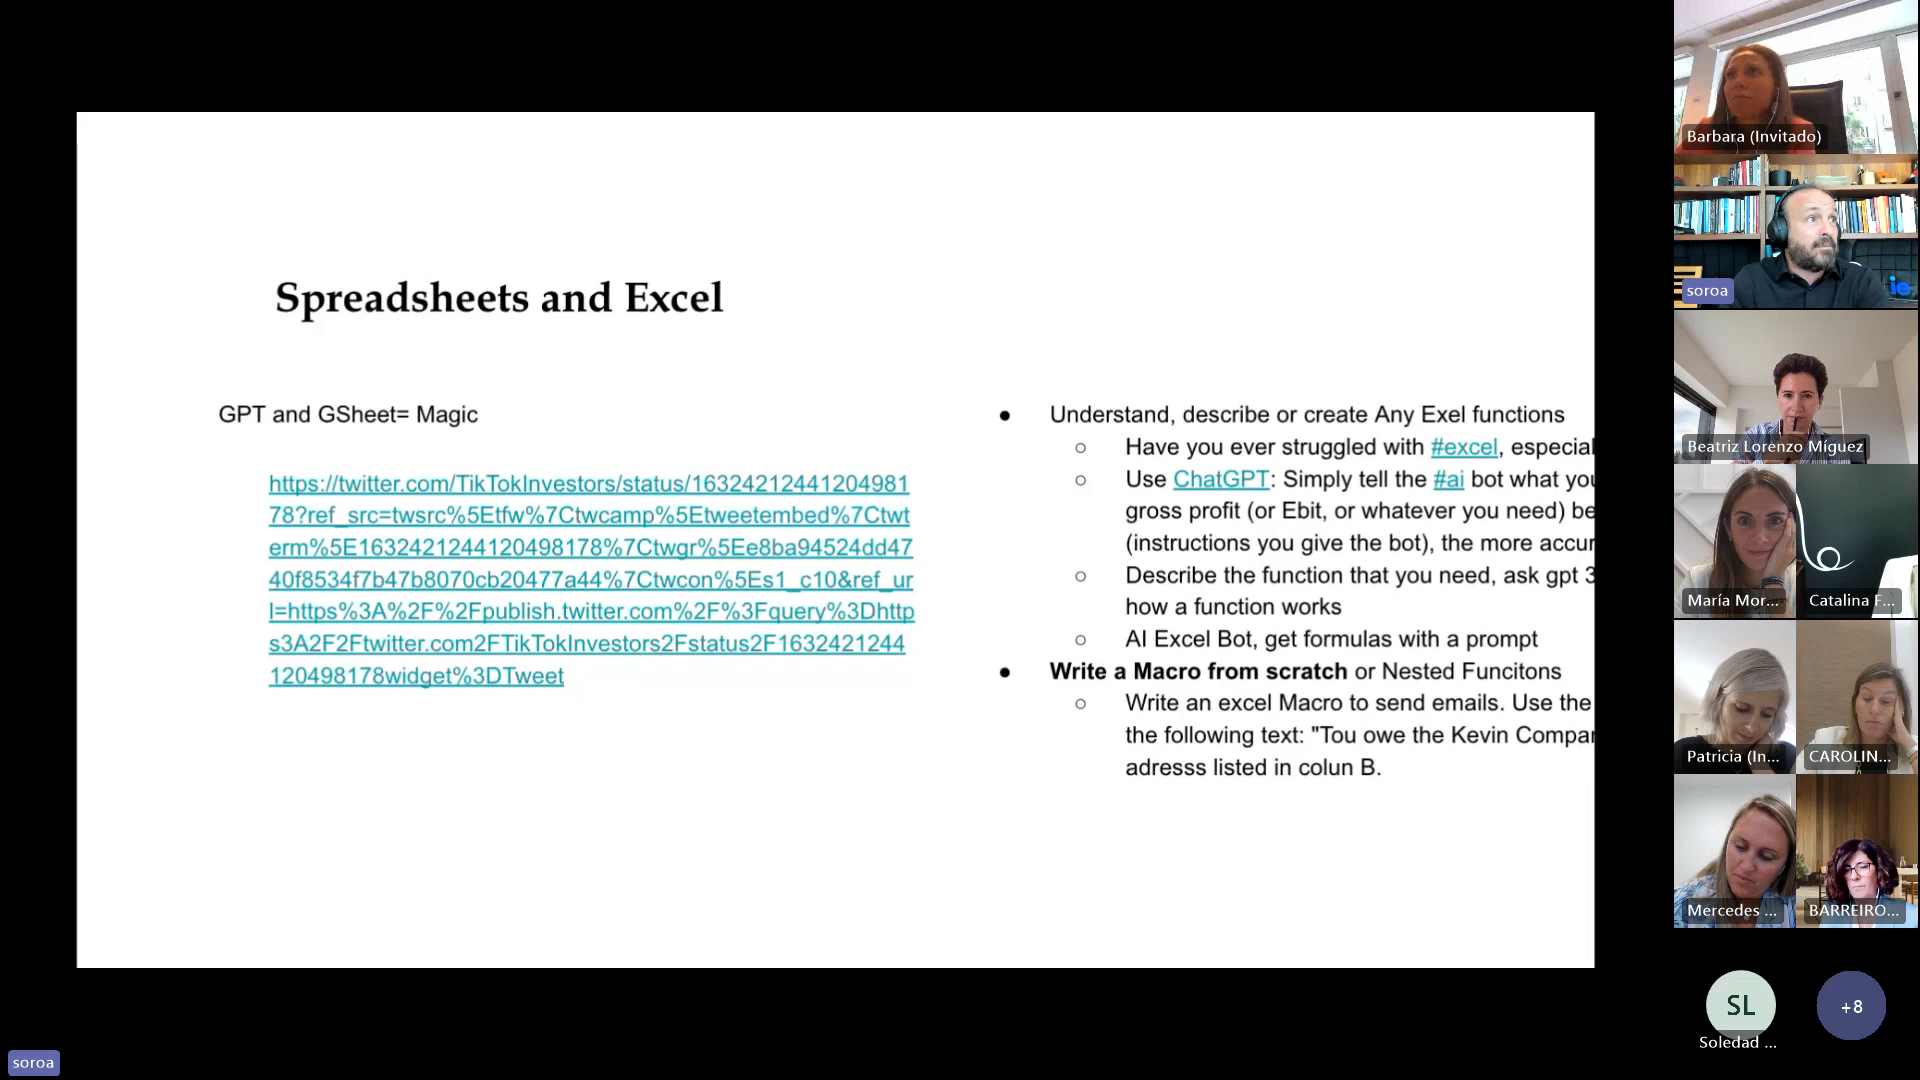 Spreadsheets and Excel
GPT and GSheet= Magic
https://twitter.com/TikTokInvestors/status/16324212441204981
78?ref_src=twsrc%5Etfw%7Ctwcamp%5Etweetembed%7Ctwt
erm%5E1632421244120498178%7Ctwgr%5Ee8ba94524dd47
40f8534f7b47b8070cb20477a44%7Ctwcon%5Es1_c10&ref_ur
l=https%3A%2F%2Fpublish.twitter.com%2F%3Fquery%3Dhttp
s3A2F2Ftwitter.com2FTikTokInvestors2Fstatus2F1632421244
120498178widget%3DTweet
● Understand, describe or create Any Exel functions
○ Have you ever struggled with #excel, especial
○ Use ChatGPT: Simply tell the #ai bot what you
gross profit (or Ebit, or whatever you need) be
(instructions you give the bot), the more accur
○ Describe the function that you need, ask gpt 3
how a function works
○ AI Excel Bot, get formulas with a prompt
● Write a Macro from scratch or Nested Funcitons
○ Write an excel Macro to send emails. Use the
the following text: "Tou owe the Kevin Compar
adresss listed in colun B.
Barbara (Invitado)
soroa
ie
Beatriz Lorenzo Míguez
María Mor...
Catalina F...
Patricia (In...
CAROLIN...
Mercedes ...
BARREIRO...
SL
+8
Soledad ...
soroa